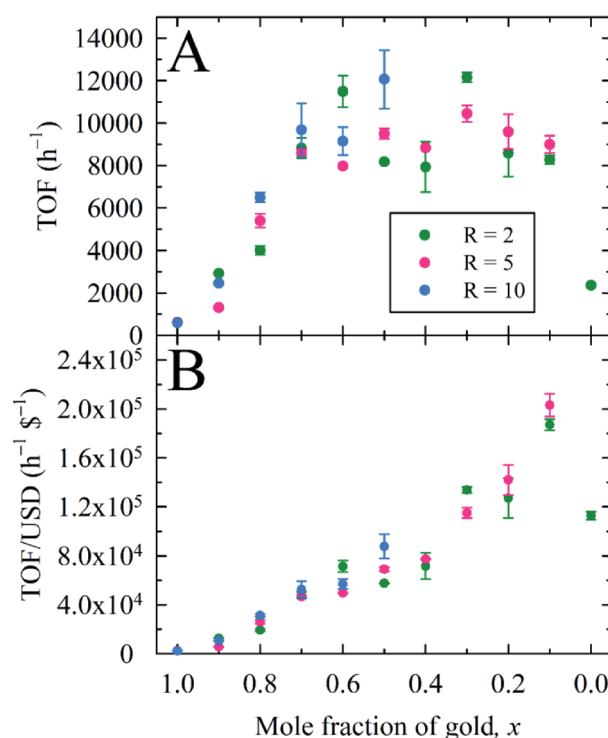 A
14000
12000
10000
8000
6000
4000
2000
0
TOF (h⁻¹)
R = 2
R = 5
R = 10
B
2.4x10⁵
2.0x10⁵
1.6x10⁵
1.2x10⁵
8.0x10⁴
4.0x10⁴
0
TOF/USD (h⁻¹ $⁻¹)
1.0 0.8 0.6 0.4 0.2 0.0
Mole fraction of gold, x